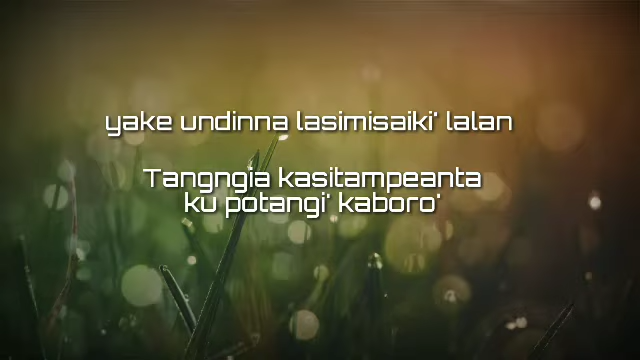 yake undinna lasimisaiki' lalan
Tangngia kasitampeanta
ku potangi' kaboro'